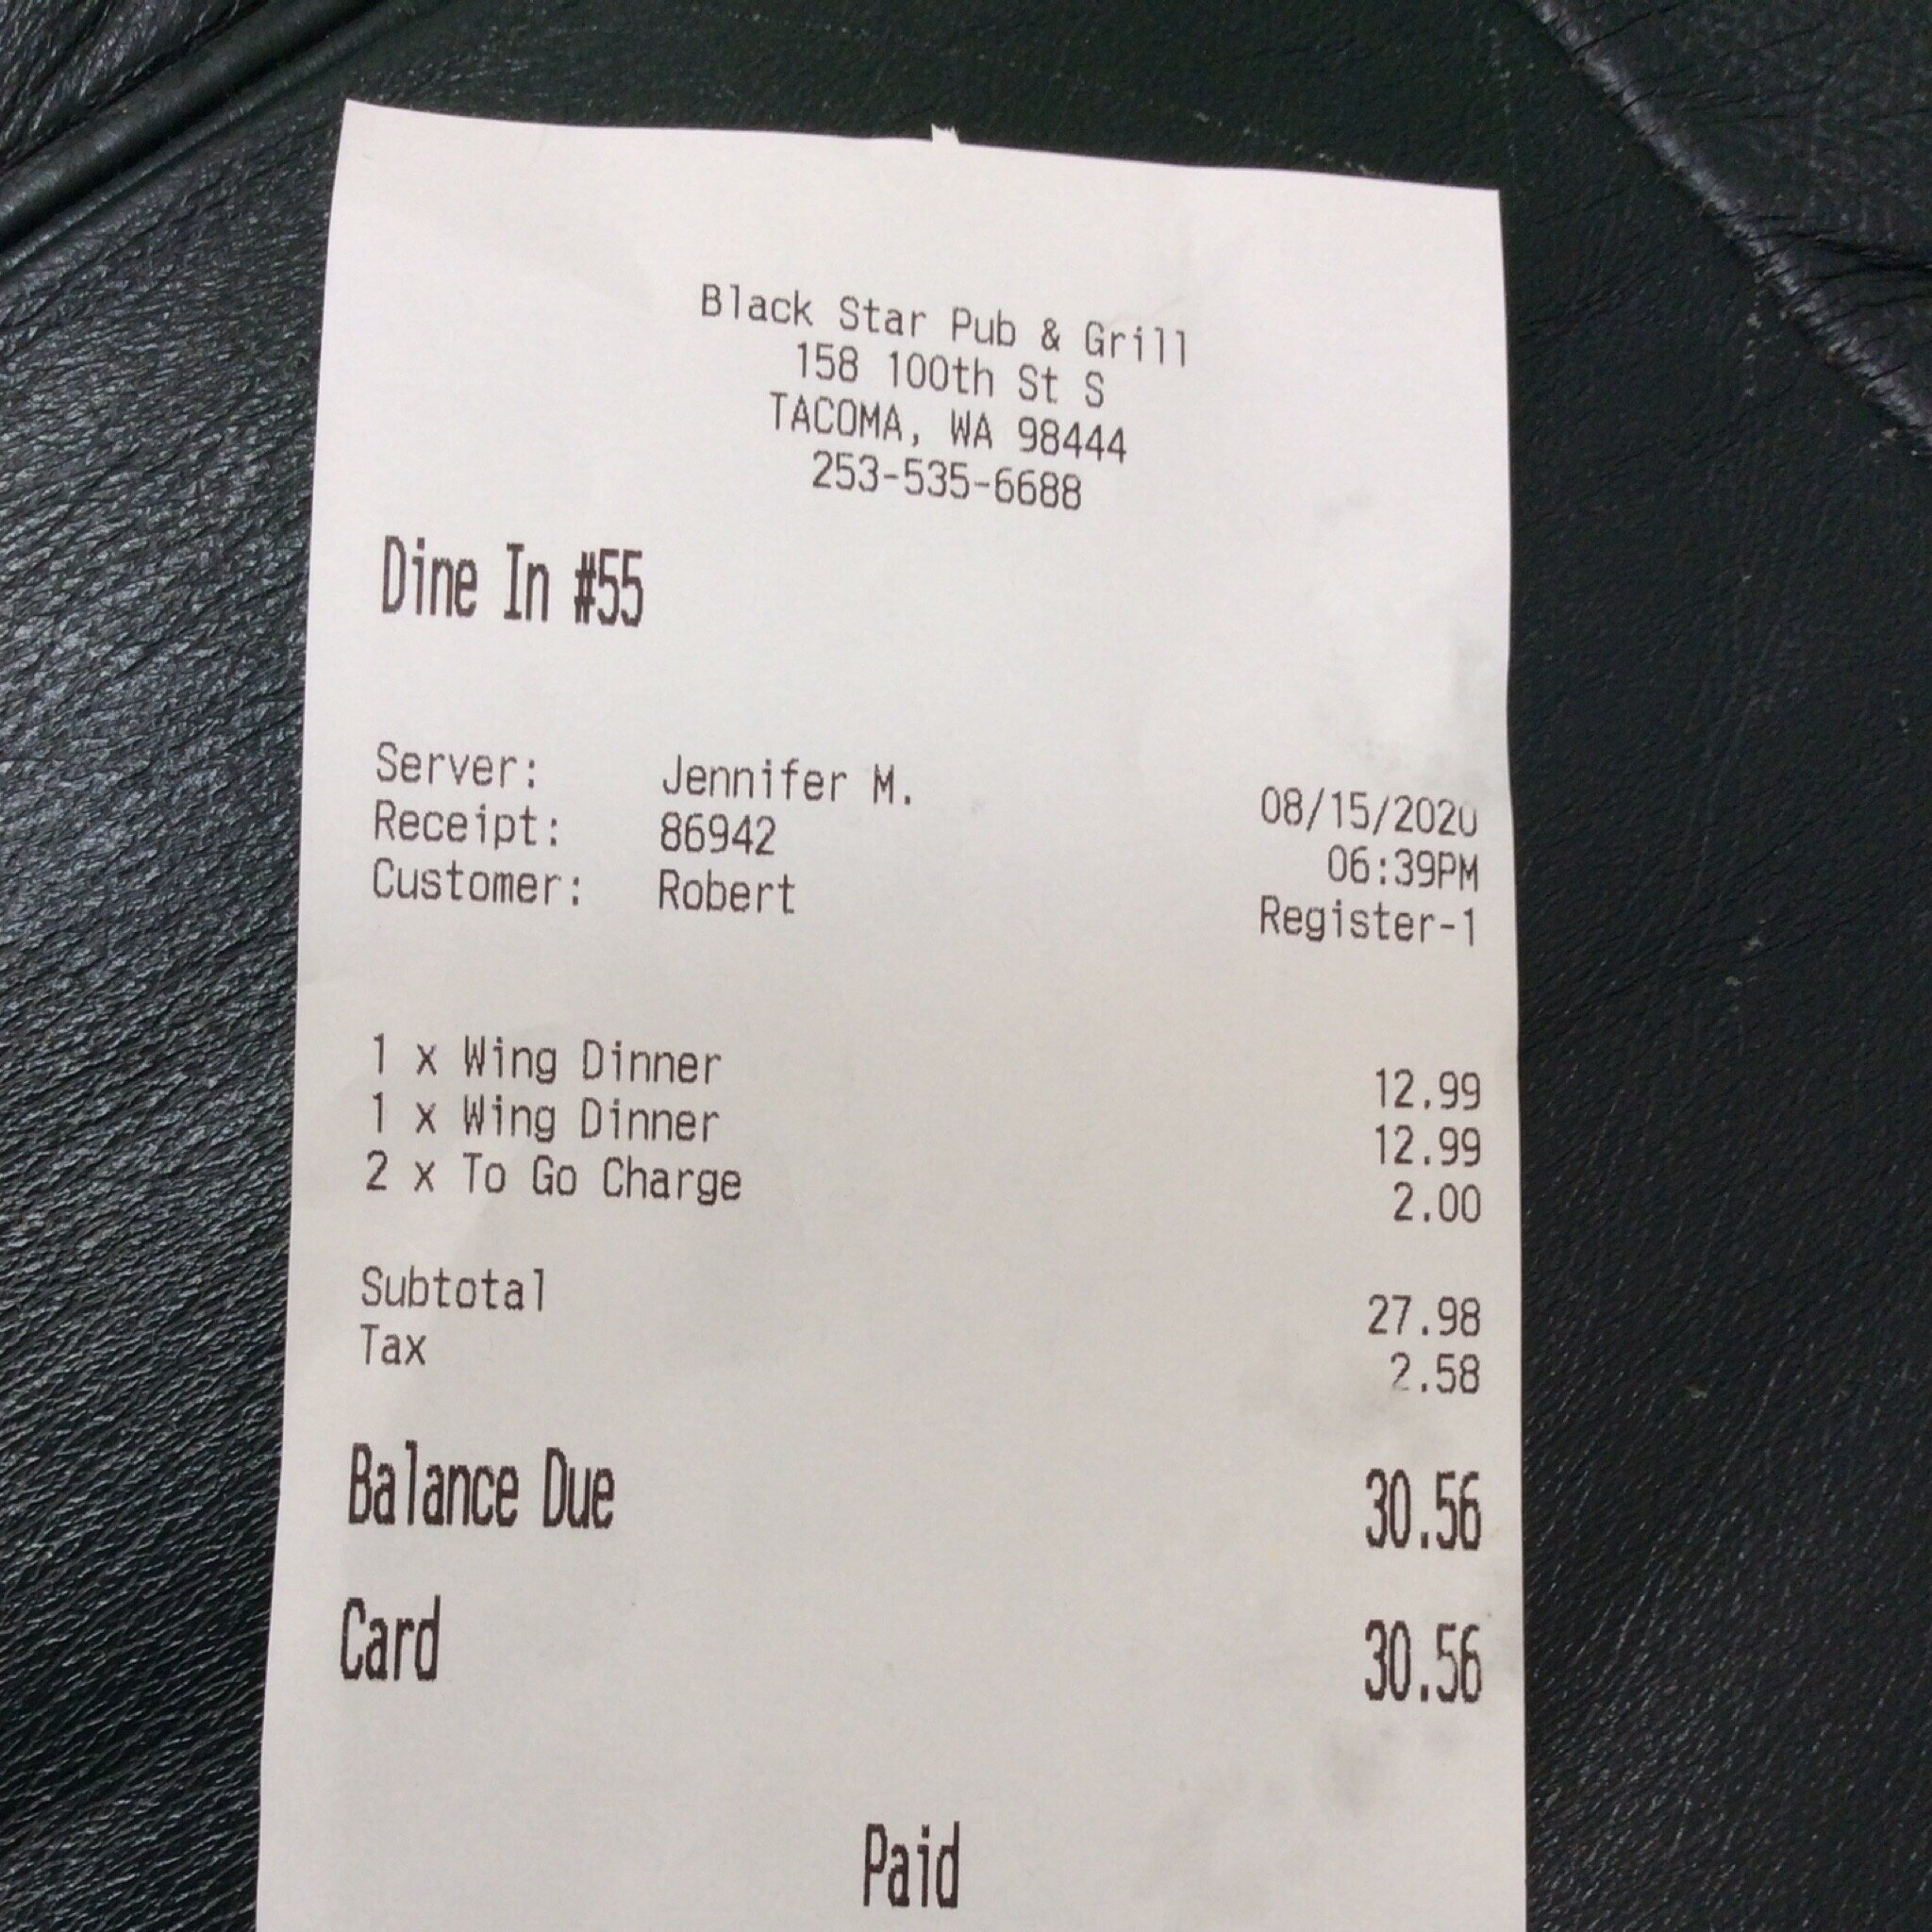 Black Star Pub & Grill
158 100th St S
TACOMA, WA 98444
253-535-6688
Dine In #55
Server: Jennifer M. 08/15/2020
Receipt: 86942 06:39PM
Customer: Robert Register-1
1 x Wing Dinner 12.99
1 x Wing Dinner 12.99
2 x To Go Charge 2.00
Subtotal 27.98
Tax 2.58
Balance Due 30.56
Card 30.56
Paid